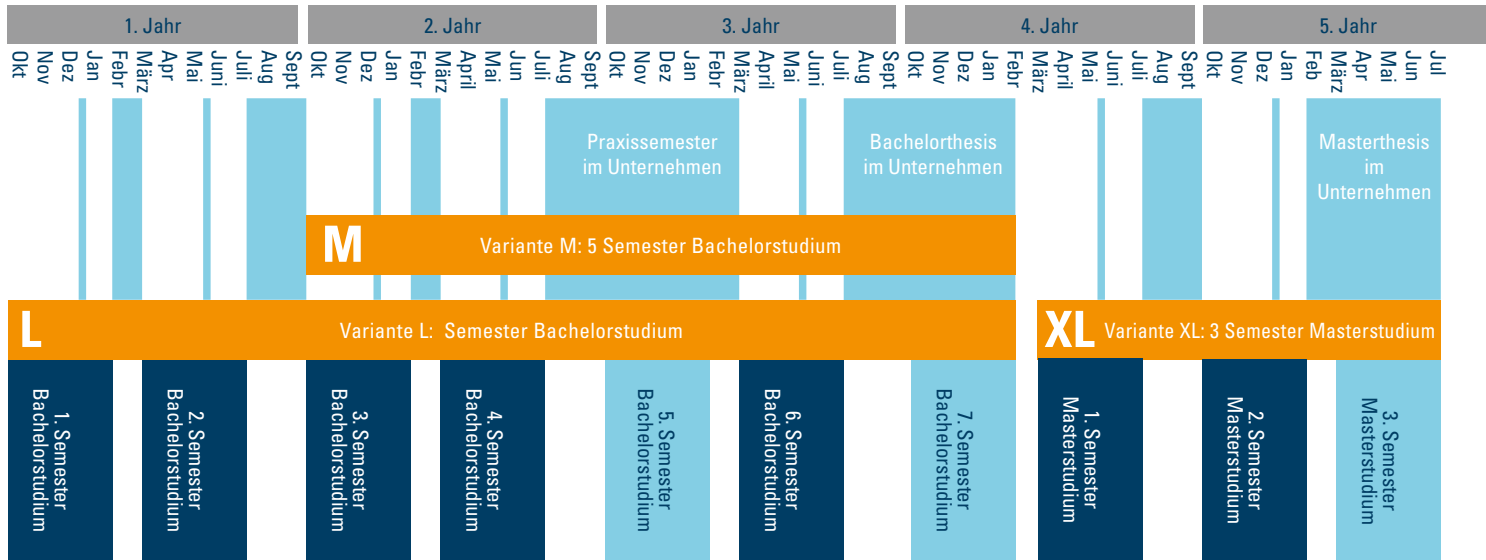 1. Jahr
2. Jahr
3. Jahr
4. Jahr
5. Jahr
Okt
Nov
Dez
Jan
Febr
März
Apr
Mai
Juni
Juli
Aug
Sept
Okt
Nov
Dez
Jan
Febr
März
April
Mai
Jun
Juli
Aug
Sept
Okt
Nov
Dez
Jan
Febr
März
April
Mai
Juni
Juli
Aug
Sept
Okt
Nov
Dez
Jan
Febr
März
April
Mai
Juni
Juli
Aug
Sept
Okt
Nov
Dez
Jan
Feb
März
Apr
Mai
Jun
Jul
Praxissemester
im Unternehmen
Bachelorthesis
im Unternehmen
Masterthesis
im
Unternehmen
M
Variante M: 5 Semester Bachelorstudium
L
Variante L: Semester Bachelorstudium
XL
Variante XL: 3 Semester Masterstudium
1. Semester
Bachelorstudium
2. Semester
Bachelorstudium
3. Semester
Bachelorstudium
4. Semester
Bachelorstudium
5. Semester
Bachelorstudium
6. Semester
Bachelorstudium
7. Semester
Bachelorstudium
1. Semester
Masterstudium
2. Semester
Masterstudium
3. Semester
Masterstudium